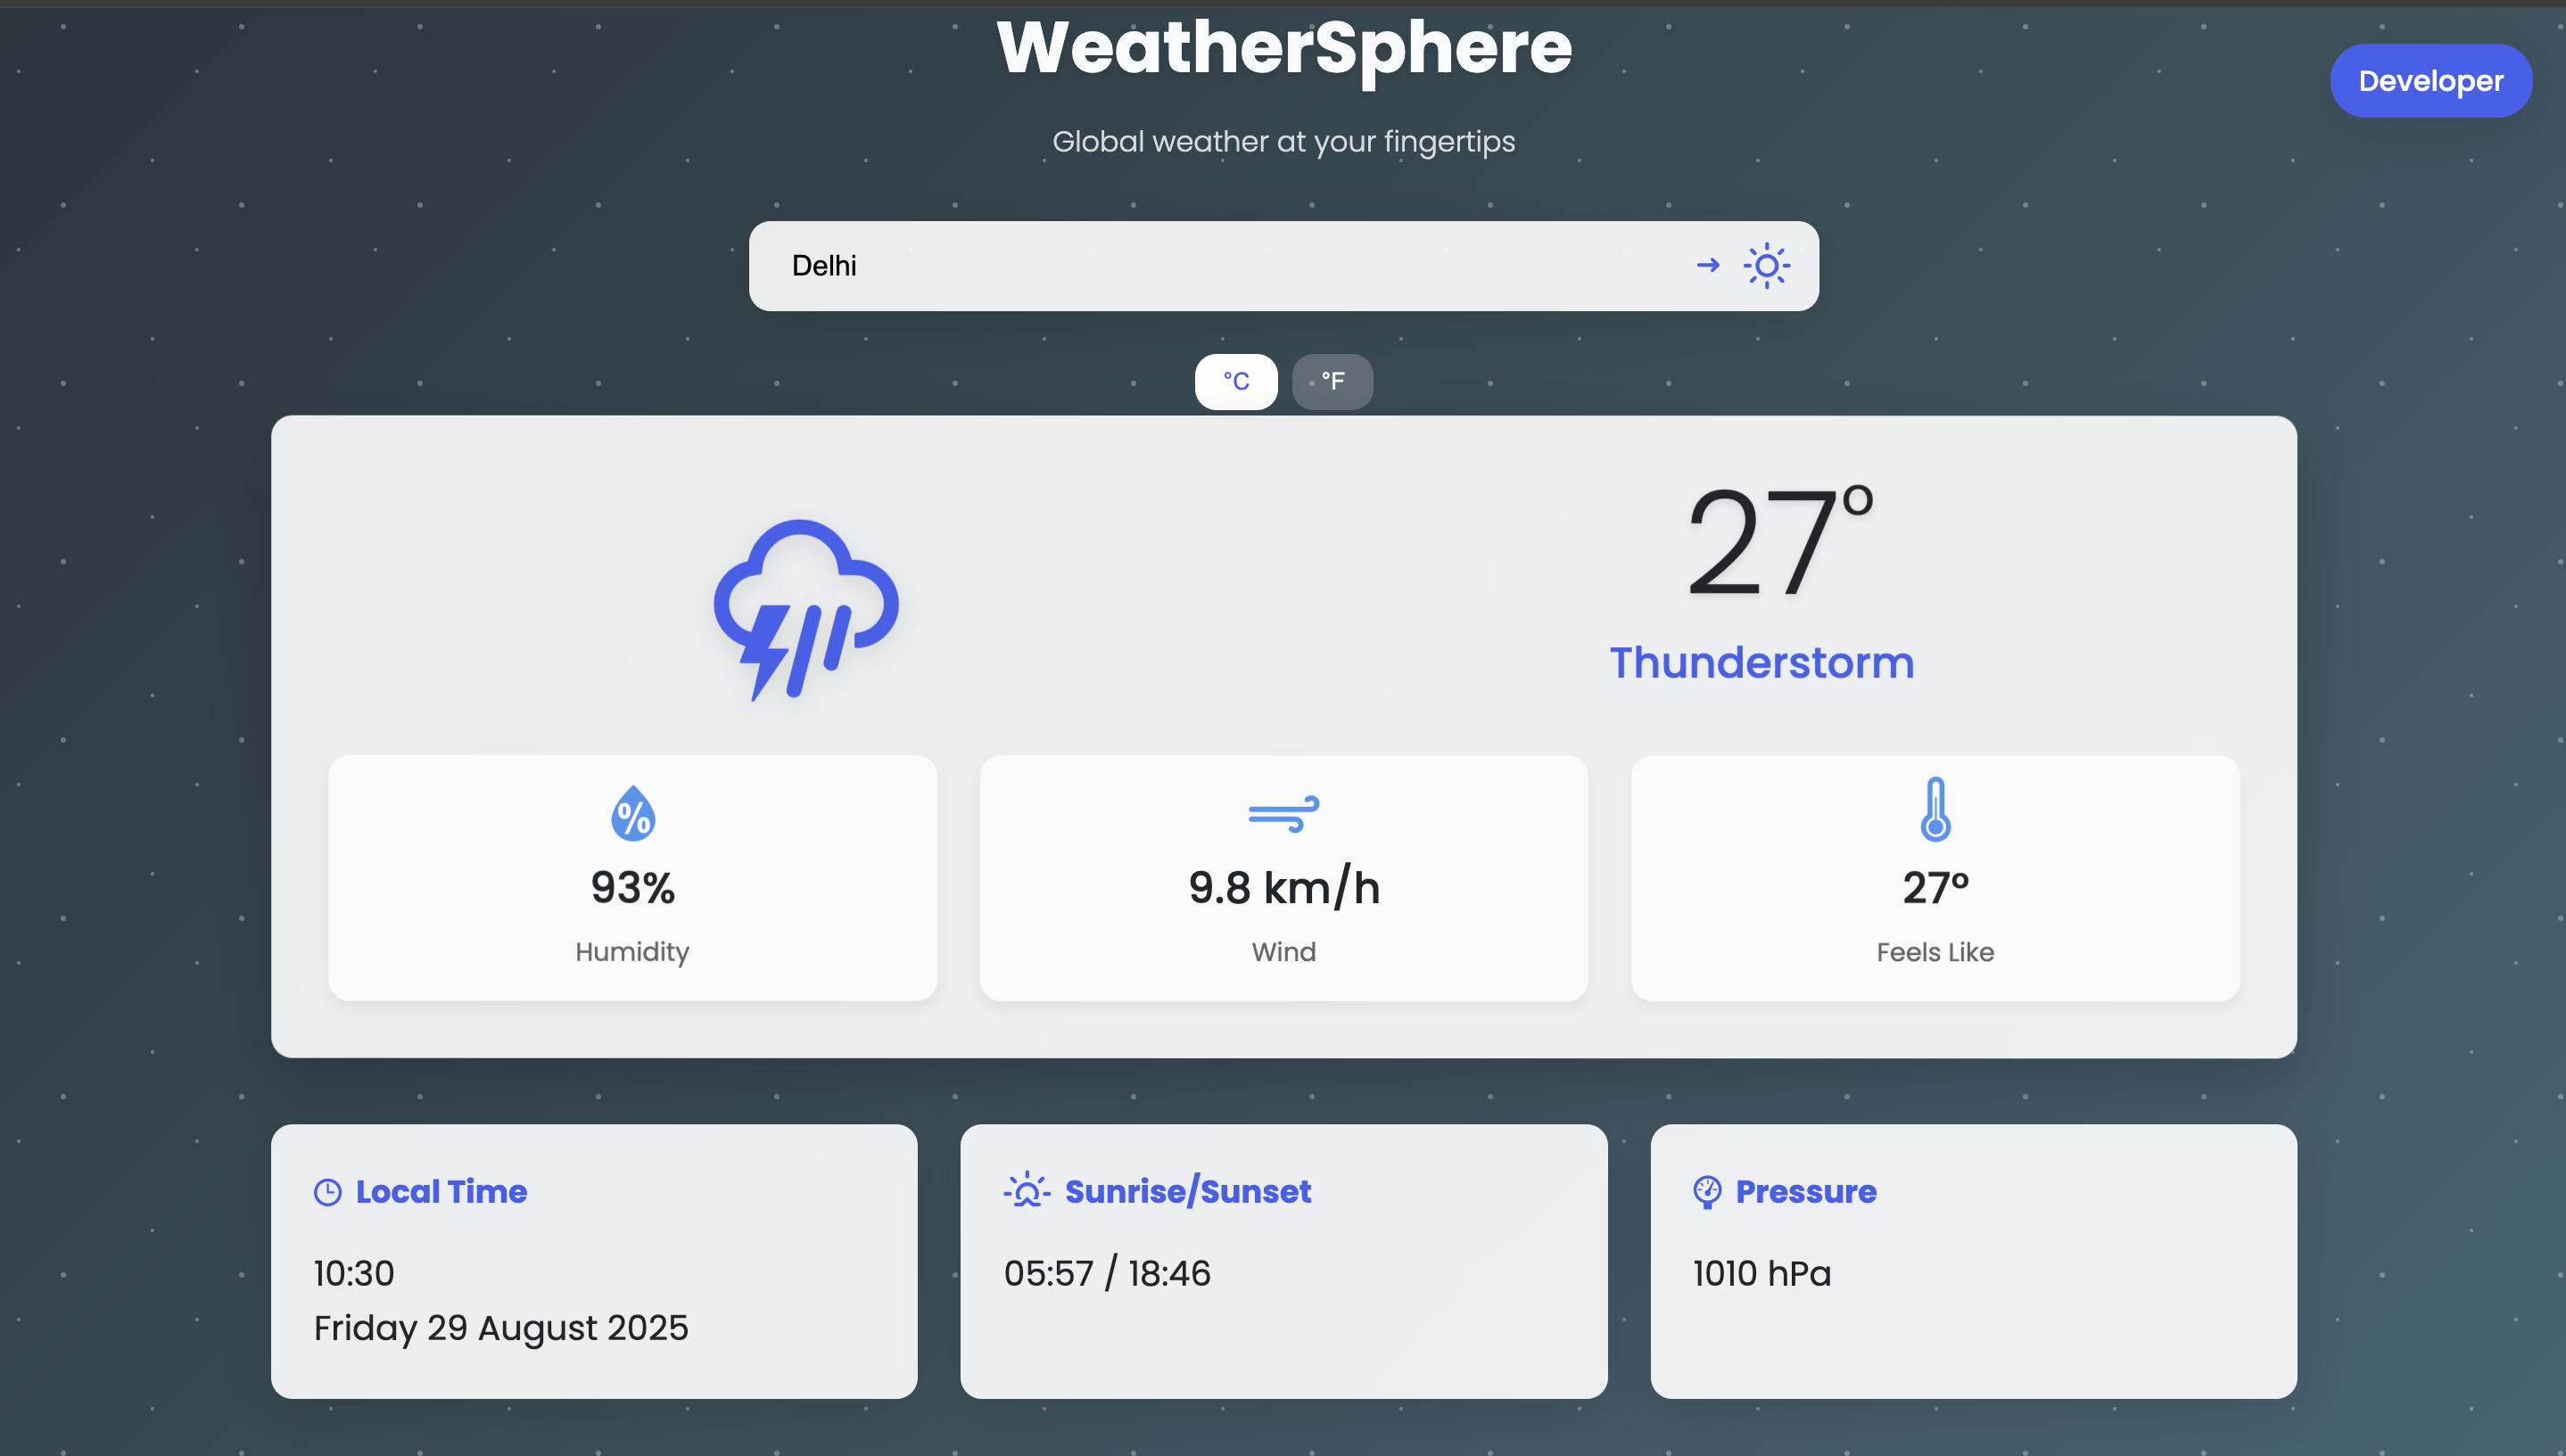 WeatherSphere
Developer
Global weather at your fingertips
Delhi →
°C °F
27°
Thunderstorm
%
93%
Humidity
9.8 km/h
Wind
27°
Feels Like
Local Time
10:30
Friday 29 August 2025
Sunrise/Sunset
05:57 / 18:46
Pressure
1010 hPa